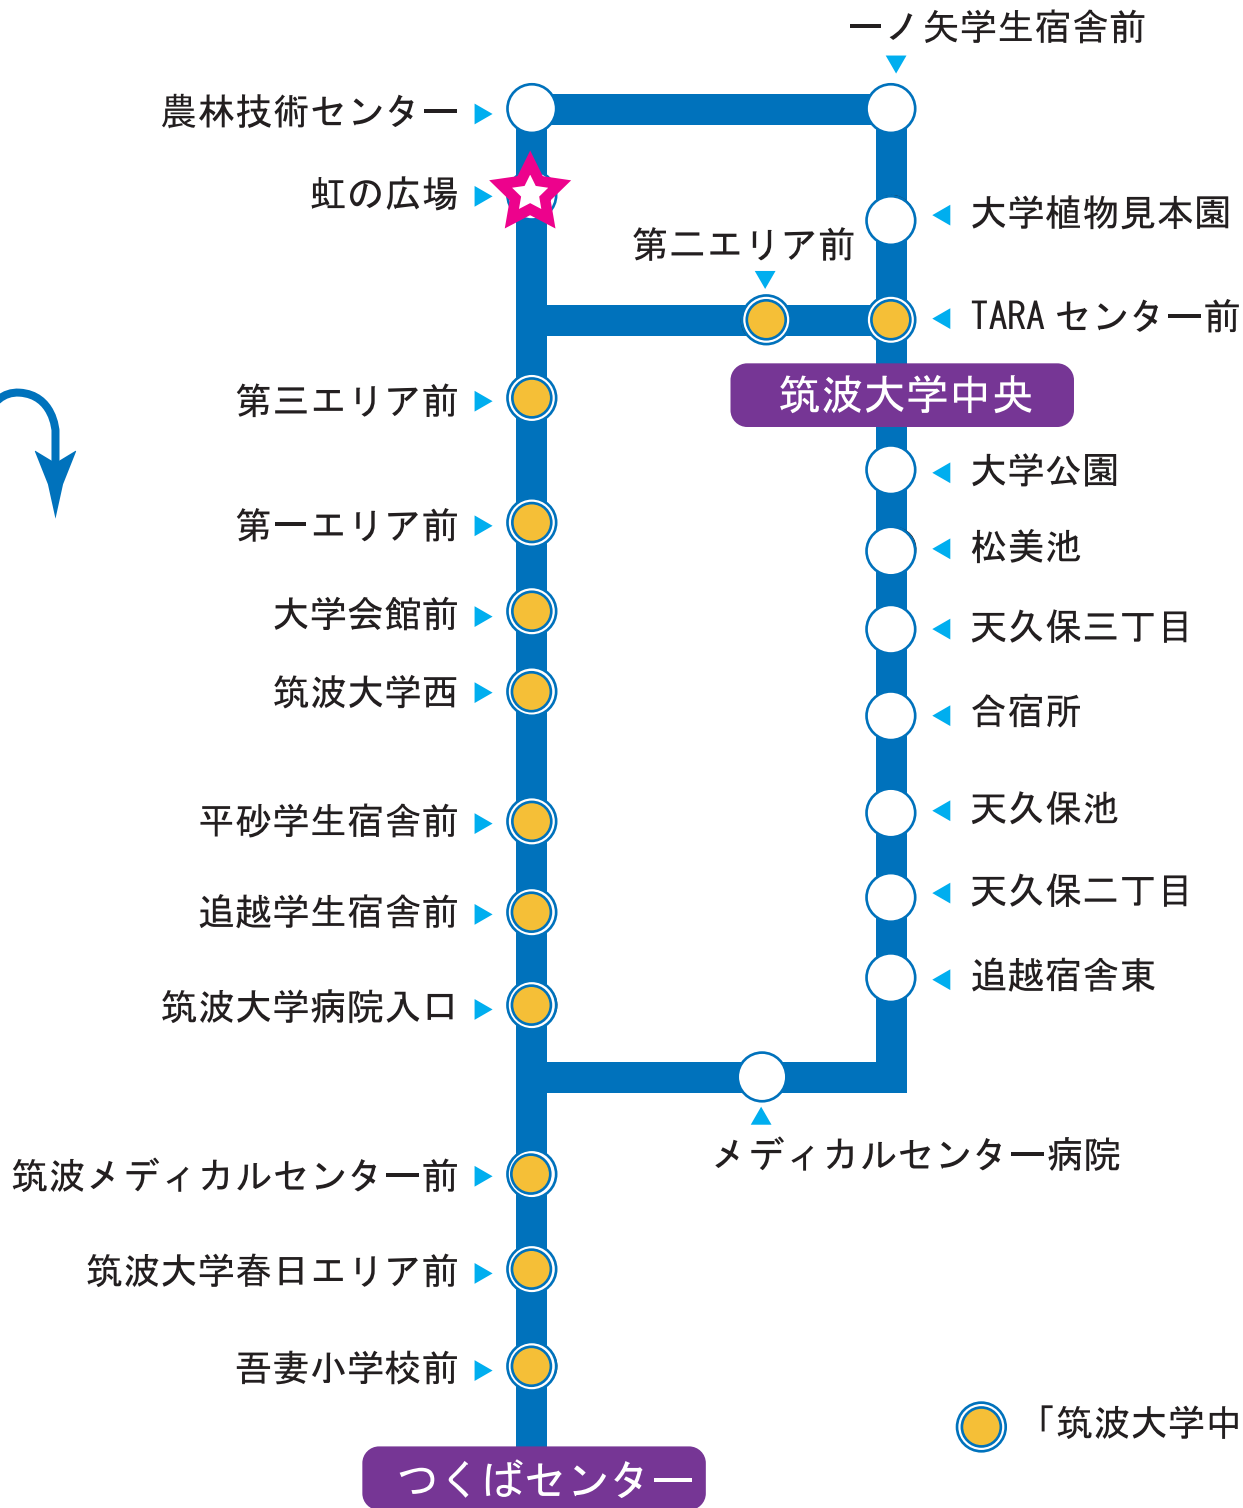 一ノ矢学生宿舎前
農林技術センター
虹の広場
大学植物見本園
第二エリア前
TARA センター前
筑波大学中央
第三エリア前
大学公園
第一エリア前
松美池
大学会館前
天久保三丁目
筑波大学西
合宿所
平砂学生宿舎前
天久保池
天久保二丁目
追越学生宿舎前
追越宿舎東
筑波大学病院入口
メディカルセンター病院
筑波メディカルセンター前
筑波大学春日エリア前
吾妻小学校前
「筑波大学中
つくばセンター